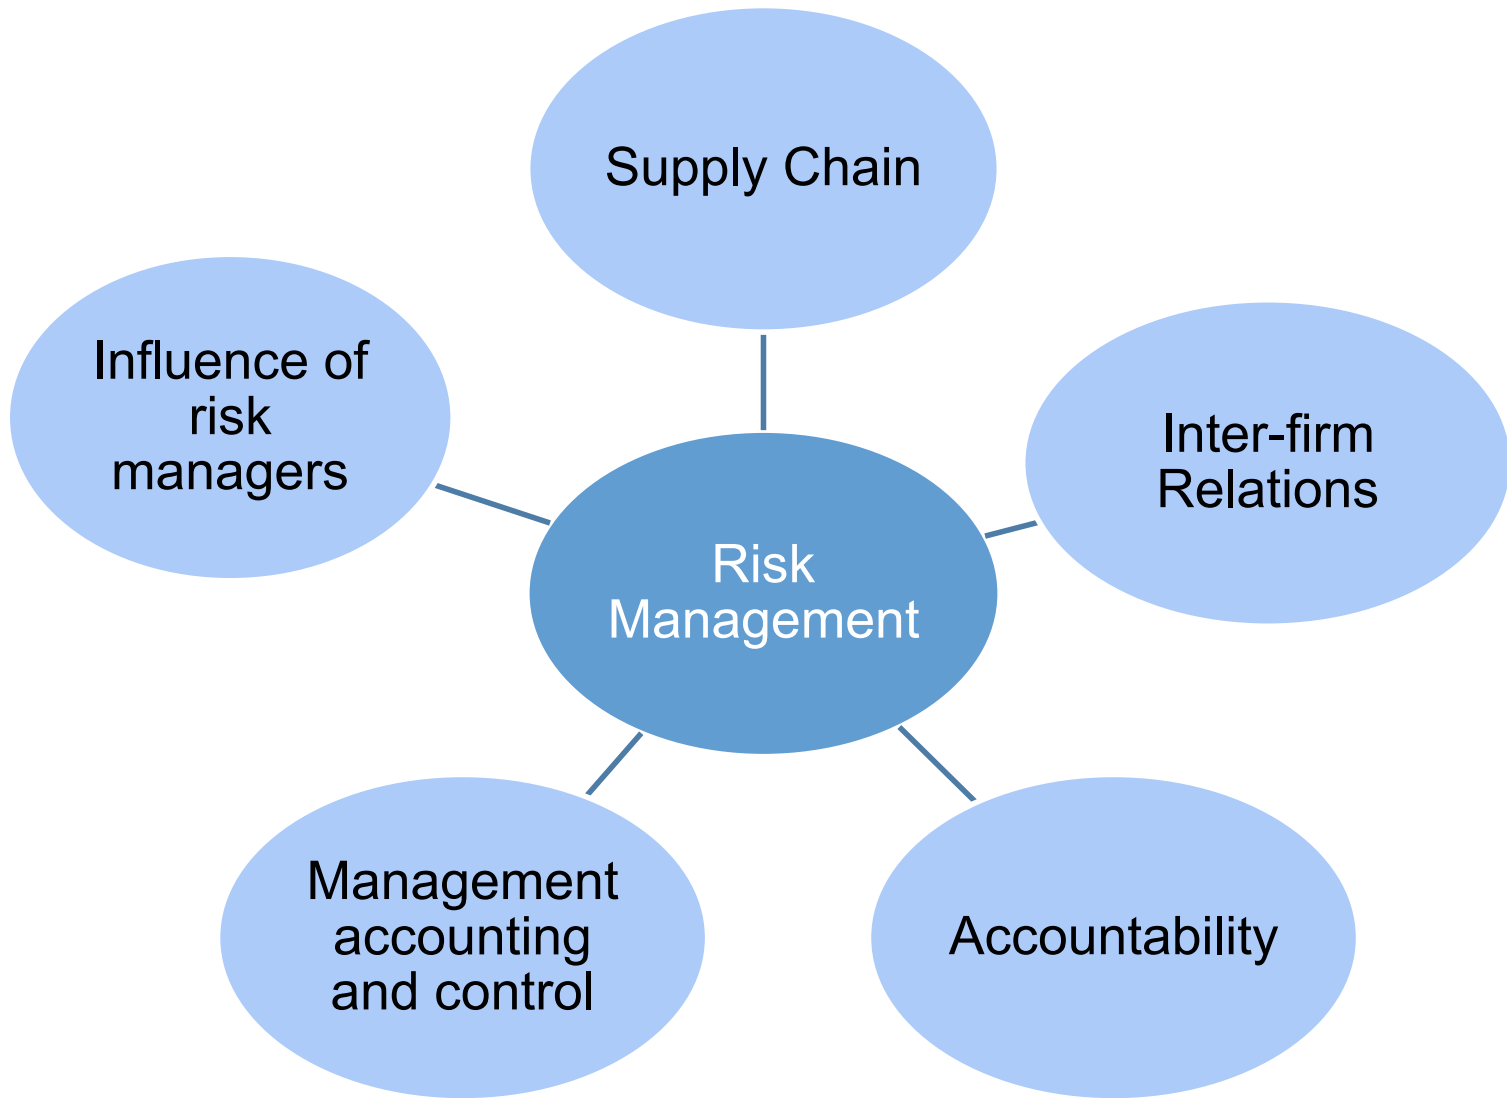 Supply Chain
Influence of
risk
managers
Inter-firm
Relations
Risk
Management
Management
accounting
and control
Accountability